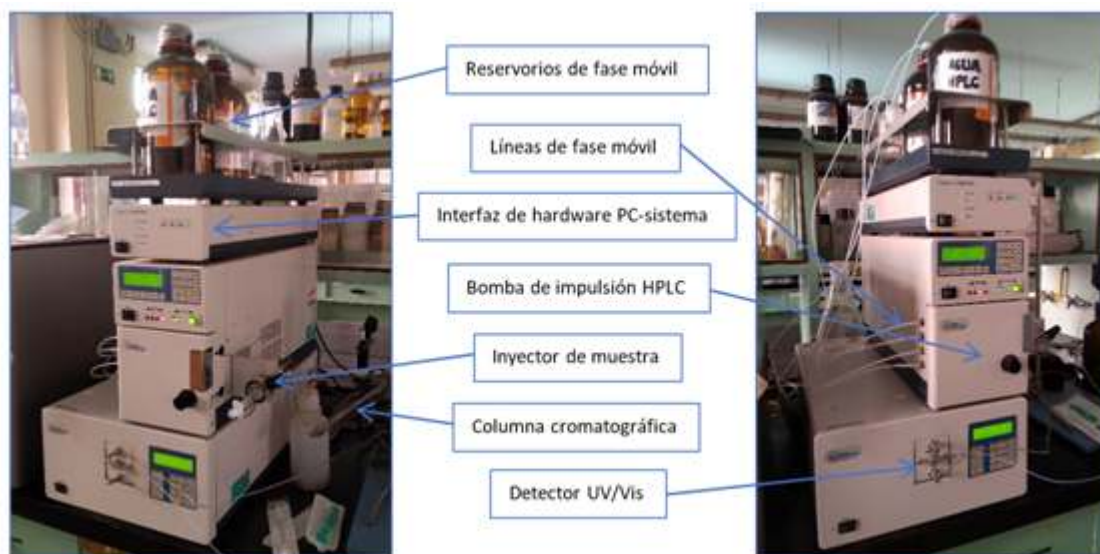 Reservorios de fase móvil
Líneas de fase móvil
Interfaz de hardware PC-sistema
Bomba de impulsión HPLC
Inyector de muestra
Columna cromatográfica
Detector UV/Vis
AGUA
HPLC